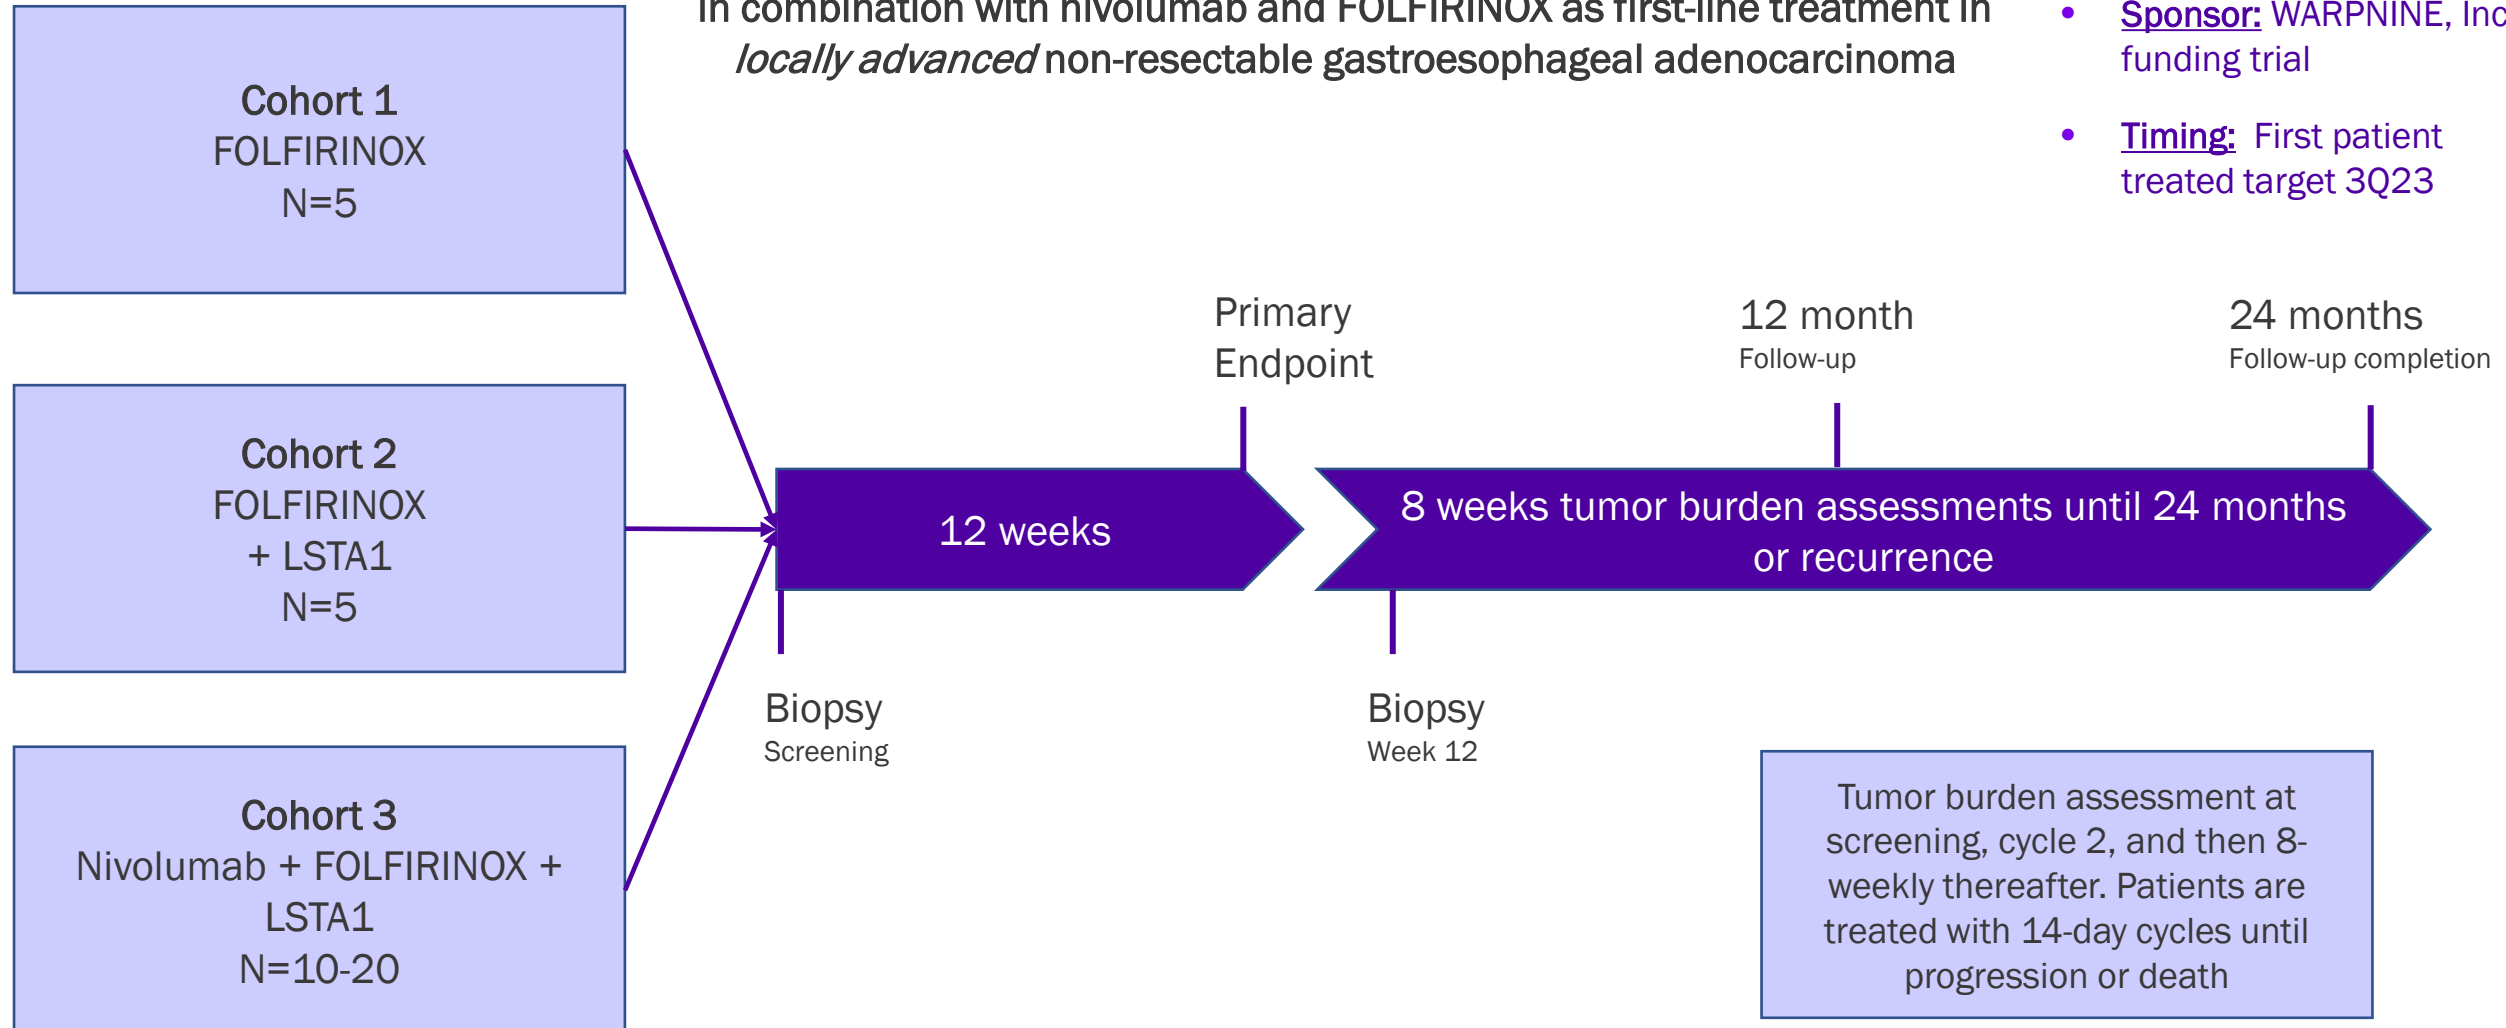 in combination with nivolumab and FOLFIRINOX as first-line treatment in
locally advanced non-resectable gastroesophageal adenocarcinoma
• Sponsor: WARPNINE, Inc
funding trial
• Timing: First patient
treated target 3Q23
Cohort 1
FOLFIRINOX
N=5
Cohort 2
FOLFIRINOX
+ LSTA1
N=5
Cohort 3
Nivolumab + FOLFIRINOX +
LSTA1
N=10-20
Primary
Endpoint
12 month
Follow-up
24 months
Follow-up completion
12 weeks
8 weeks tumor burden assessments until 24 months
or recurrence
Biopsy
Screening
Biopsy
Week 12
Tumor burden assessment at
screening, cycle 2, and then 8-
weekly thereafter. Patients are
treated with 14-day cycles until
progression or death